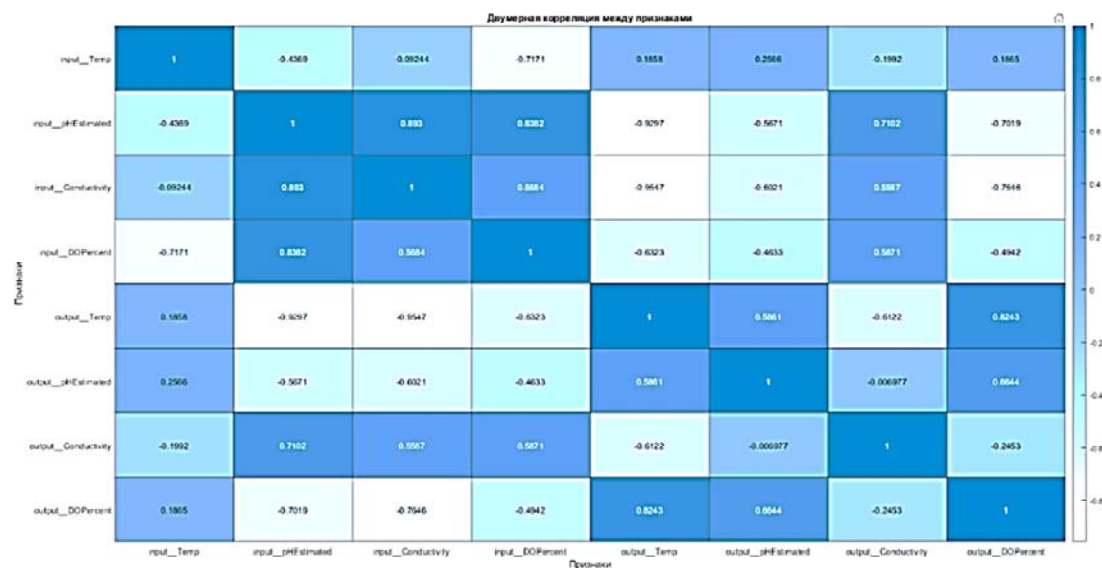 Двумерная корреляция между признаками
input__Temp 1 -0.4369 -0.09244 -0.7171 0.1858 0.2566 -0.1992 0.1865
input__pHEstimated -0.4369 1 0.893 0.8382 -0.9297 -0.5671 0.7102 -0.7019
input__Conductivity -0.09244 0.893 1 0.5684 -0.9547 -0.6021 0.5567 -0.7646
input__DOPercent -0.7171 0.8382 0.5684 1 -0.6323 -0.4633 0.5871 -0.4942
output__Temp 0.1858 -0.9297 -0.9547 -0.6323 1 0.5861 -0.6122 0.8243
output__pHEstimated 0.2566 -0.5671 -0.6021 -0.4633 0.5861 1 -0.006977 0.6644
output__Conductivity -0.1992 0.7102 0.5567 0.5871 -0.6122 -0.006977 1 -0.2453
output__DOPercent 0.1865 -0.7019 -0.7646 -0.4942 0.8243 0.6644 -0.2453 1
input__Temp input__pHEstimated input__Conductivity input__DOPercent output__Temp output__pHEstimated output__Conductivity output__DOPercent
Признаки
Признаки
1
0.8
0.6
0.4
0.2
0
-0.2
-0.4